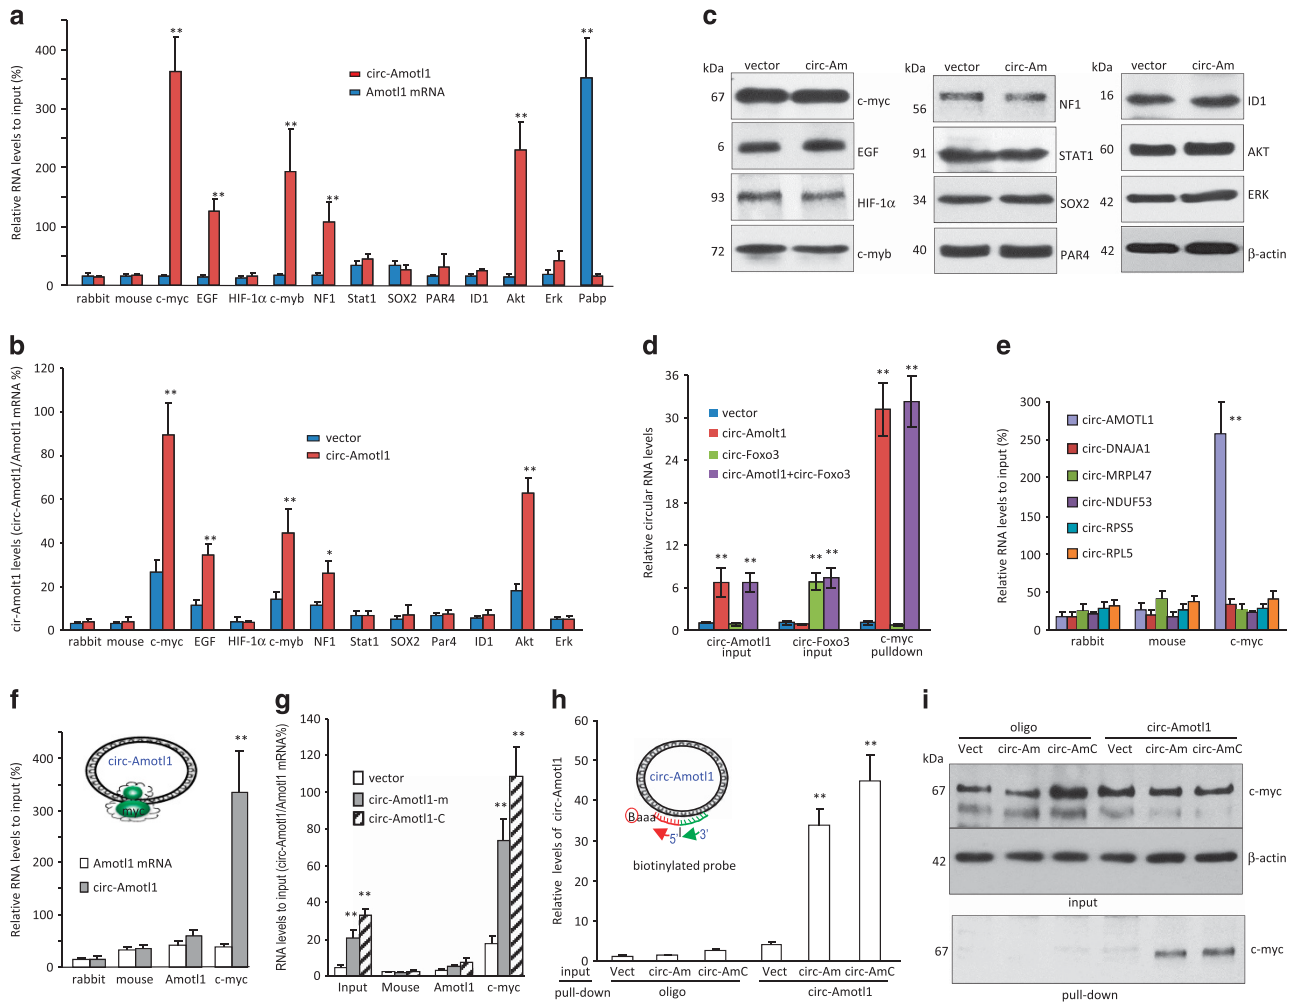 a
Relative RNA levels to input (%)
400
300
200
100
0
circ-Amotl1
Amotl1 mRNA
** ** ** ** ** **
rabbit mouse c-myc EGF HIF-1α c-myb NF1 Stat1 SOX2 PAR4 ID1 Akt Erk Pabp
b
cir-Amolt1 levels (circ-Amotl1/Amotl1 mRNA %)
120
100
80
60
40
20
0
vector
circ-Amotl1
** ** ** * **
rabbit mouse c-myc EGF HIF-1α c-myb NF1 Stat1 SOX2 Par4 ID1 Akt Erk
c
kDa vector circ-Am
67 c-myc
6 EGF
93 HIF-1α
72 c-myb
kDa vector circ-Am
56 NF1
91 STAT1
34 SOX2
40 PAR4
kDa vector circ-Am
16 ID1
60 AKT
42 ERK
42 β-actin
d
Relative circular RNA levels
36
30
24
18
12
6
0
vector
circ-Amolt1
circ-Foxo3
circ-Amotl1+circ-Foxo3
** ** ** ** ** **
circ-Amotl1 circ-Foxo3 c-myc
input input pulldown
e
Relative RNA levels to input (%)
300
250
200
150
100
50
0
circ-AMOTL1
circ-DNAJA1
circ-MRPL47
circ-NDUF53
circ-RPS5
circ-RPL5
**
rabbit mouse c-myc
f
Relative RNA levels to input (%)
400
300
200
100
0
circ-Amotl1
myc
Amotl1 mRNA
circ-Amotl1
**
rabbit mouse Amotl1 c-myc
g
RNA levels to input (circ-Amotl1/Amotl1 mRNA%)
140
120
100
80
60
40
20
0
vector
circ-Amotl1-m
circ-Amotl1-C
** ** ** **
Input Mouse Amotl1 c-myc
h
Relative levels of circ-Amotl1
60
50
40
30
20
10
0
circ-Amotl1
Baaa
5' 3'
biotinylated probe
** **
input Vect circ-Am circ-AmC Vect circ-Am circ-AmC
pull-down oligo circ-Amotl1
i
oligo circ-Amotl1
kDa Vect circ-Am circ-AmC Vect circ-Am circ-AmC
67 c-myc
42 β-actin
input
67 c-myc
pull-down